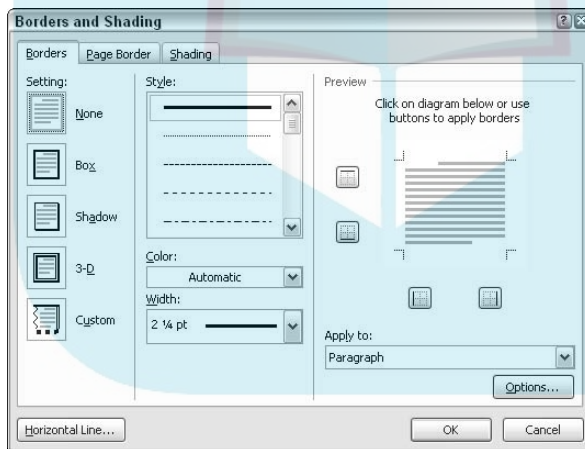 Borders and Shading
Borders Page Border Shading
Setting:
None
Box
Shadow
3-D
Custom
Style:
Color:
Automatic
Width:
2 ¼ pt
Preview
Click on diagram below or use
buttons to apply borders
Apply to:
Paragraph
Options...
Horizontal Line...
OK
Cancel